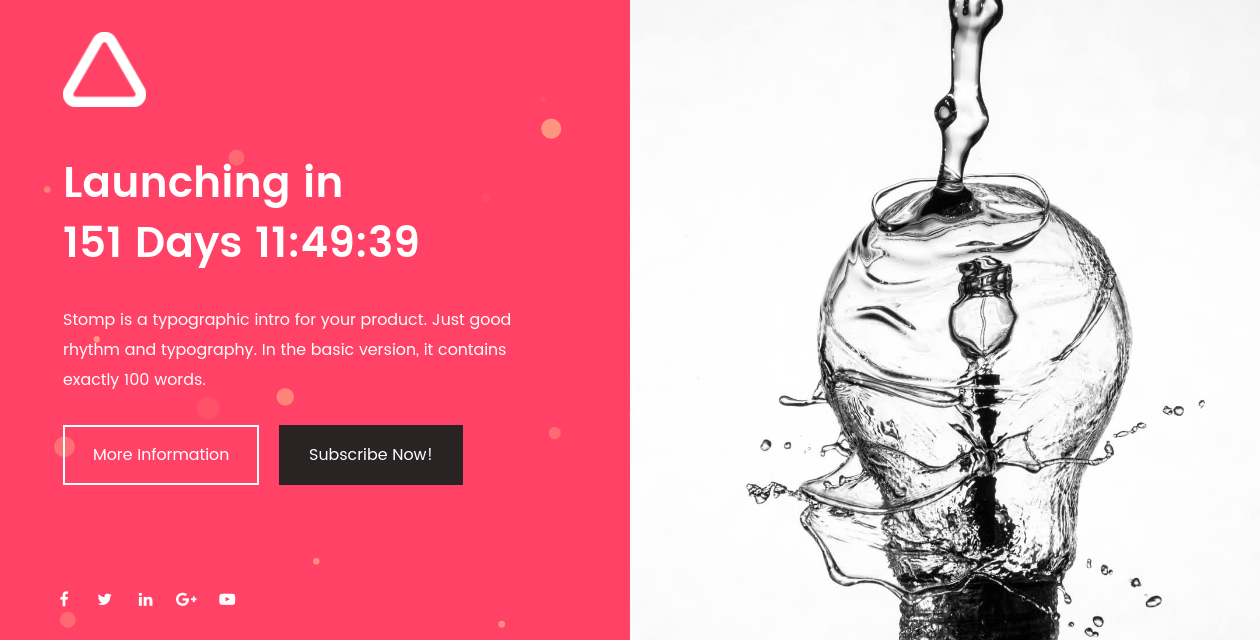 Launching in
151 Days 11:49:39
Stomp is a typographic intro for your product. Just good
rhythm and typography. In the basic version, it contains
exactly 100 words.
More Information
Subscribe Now!